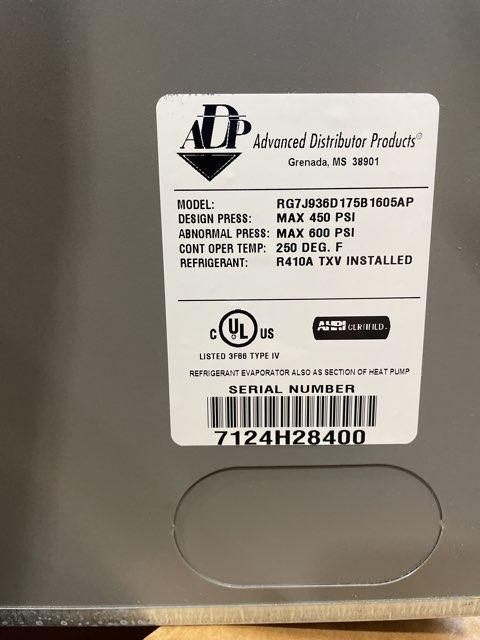 ADP Advanced Distributor Products®
Grenada, MS 38901
MODEL: RG7J936D175B1605AP
DESIGN PRESS: MAX 450 PSI
ABNORMAL PRESS: MAX 600 PSI
CONT OPER TEMP: 250 DEG. F
REFRIGERANT: R410A TXV INSTALLED
C UL US
AHRI CERTIFIED
LISTED 3F86 TYPE IV
REFRIGERANT EVAPORATOR ALSO AS SECTION OF HEAT PUMP
SERIAL NUMBER
7124H28400